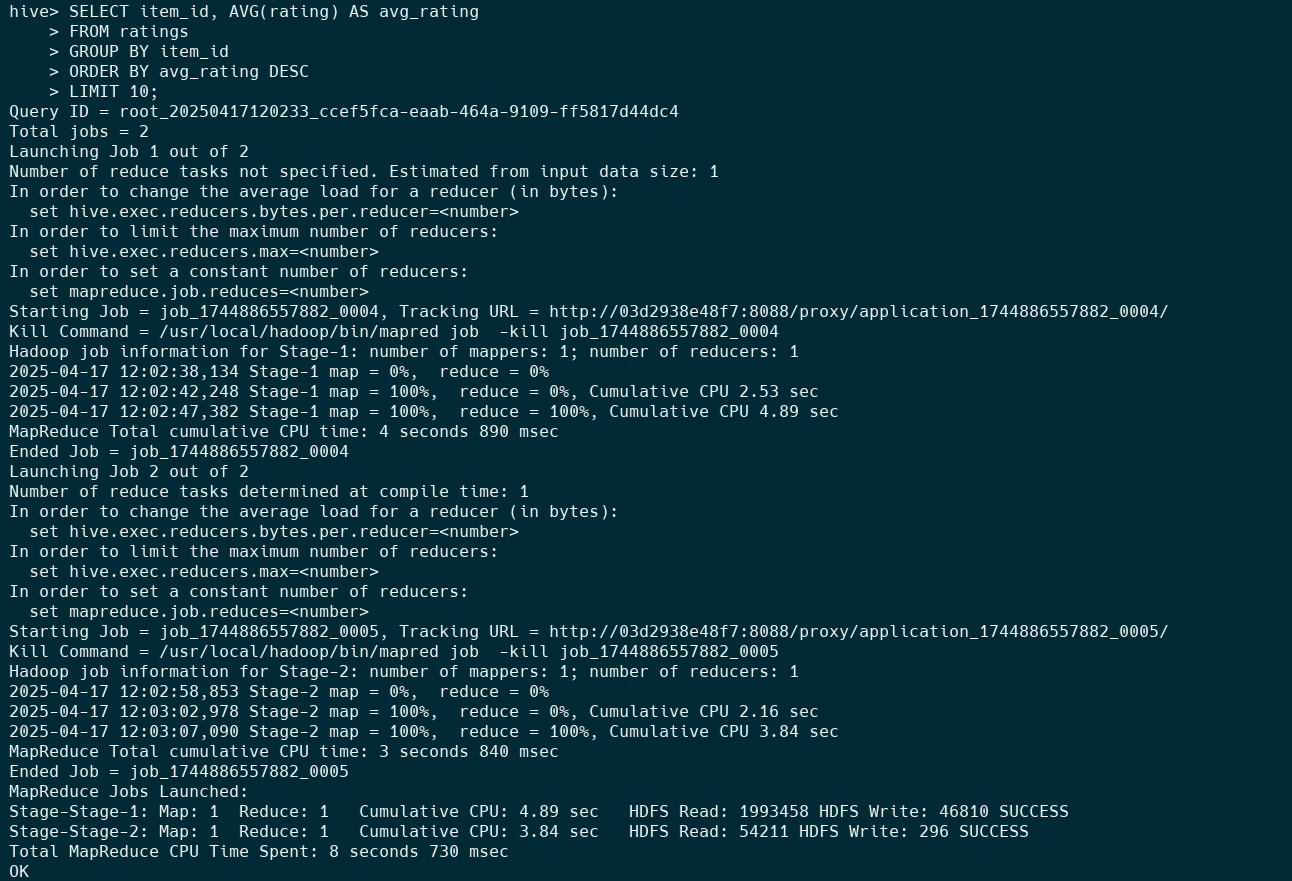 hive> SELECT item_id, AVG(rating) AS avg_rating
    > FROM ratings
    > GROUP BY item_id
    > ORDER BY avg_rating DESC
    > LIMIT 10;
Query ID = root_20250417120233_ccef5fca-eaab-464a-9109-ff5817d44dc4
Total jobs = 2
Launching Job 1 out of 2
Number of reduce tasks not specified. Estimated from input data size: 1
In order to change the average load for a reducer (in bytes):
  set hive.exec.reducers.bytes.per.reducer=<number>
In order to limit the maximum number of reducers:
  set hive.exec.reducers.max=<number>
In order to set a constant number of reducers:
  set mapreduce.job.reduces=<number>
Starting Job = job_1744886557882_0004, Tracking URL = http://03d2938e48f7:8088/proxy/application_1744886557882_0004/
Kill Command = /usr/local/hadoop/bin/mapred job  -kill job_1744886557882_0004
Hadoop job information for Stage-1: number of mappers: 1; number of reducers: 1
2025-04-17 12:02:38,134 Stage-1 map = 0%,  reduce = 0%
2025-04-17 12:02:42,248 Stage-1 map = 100%,  reduce = 0%, Cumulative CPU 2.53 sec
2025-04-17 12:02:47,382 Stage-1 map = 100%,  reduce = 100%, Cumulative CPU 4.89 sec
MapReduce Total cumulative CPU time: 4 seconds 890 msec
Ended Job = job_1744886557882_0004
Launching Job 2 out of 2
Number of reduce tasks determined at compile time: 1
In order to change the average load for a reducer (in bytes):
  set hive.exec.reducers.bytes.per.reducer=<number>
In order to limit the maximum number of reducers:
  set hive.exec.reducers.max=<number>
In order to set a constant number of reducers:
  set mapreduce.job.reduces=<number>
Starting Job = job_1744886557882_0005, Tracking URL = http://03d2938e48f7:8088/proxy/application_1744886557882_0005/
Kill Command = /usr/local/hadoop/bin/mapred job  -kill job_1744886557882_0005
Hadoop job information for Stage-2: number of mappers: 1; number of reducers: 1
2025-04-17 12:02:58,853 Stage-2 map = 0%,  reduce = 0%
2025-04-17 12:03:02,978 Stage-2 map = 100%,  reduce = 0%, Cumulative CPU 2.16 sec
2025-04-17 12:03:07,090 Stage-2 map = 100%,  reduce = 100%, Cumulative CPU 3.84 sec
MapReduce Total cumulative CPU time: 3 seconds 840 msec
Ended Job = job_1744886557882_0005
MapReduce Jobs Launched:
Stage-Stage-1: Map: 1  Reduce: 1   Cumulative CPU: 4.89 sec   HDFS Read: 1993458 HDFS Write: 46810 SUCCESS
Stage-Stage-2: Map: 1  Reduce: 1   Cumulative CPU: 3.84 sec   HDFS Read: 54211 HDFS Write: 296 SUCCESS
Total MapReduce CPU Time Spent: 8 seconds 730 msec
OK